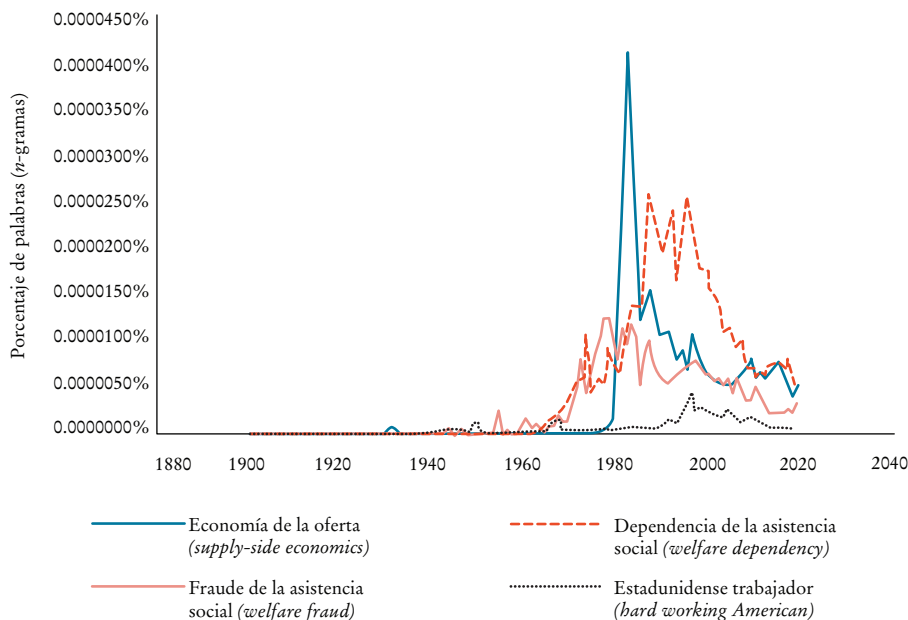 0.0000450%
0.0000400%
0.0000350%
0.0000300%
0.0000250%
0.0000200%
0.0000150%
0.0000100%
0.0000050%
0.0000000%
Porcentaje de palabras (n-gramas)
1880 1900 1920 1940 1960 1980 2000 2020 2040
Economía de la oferta
(supply-side economics)
Dependencia de la asistencia
social (welfare dependency)
Fraude de la asistencia
social (welfare fraud)
Estadunidense trabajador
(hard working American)